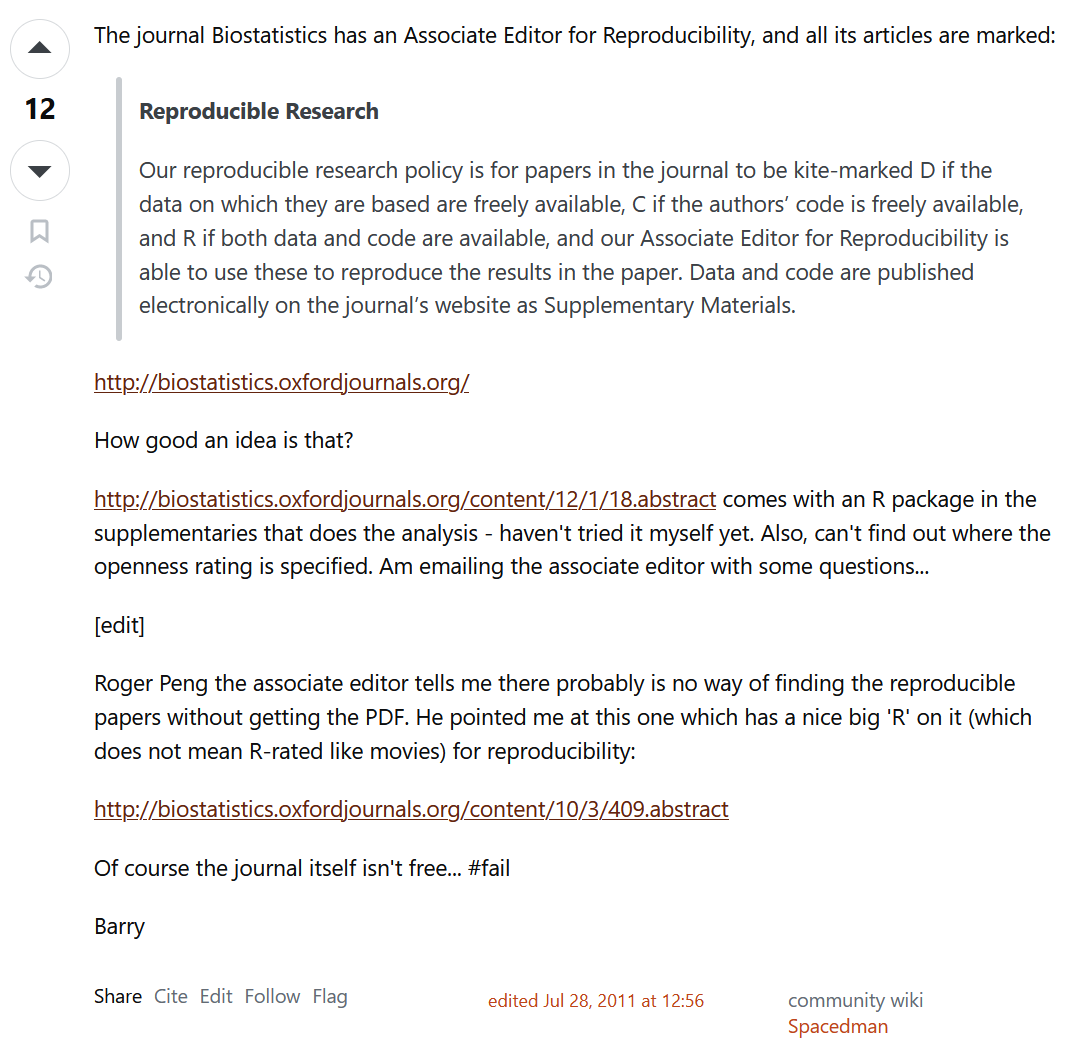 The journal Biostatistics has an Associate Editor for Reproducibility, and all its articles are marked:
12
Reproducible Research
Our reproducible research policy is for papers in the journal to be kite-marked D if the
data on which they are based are freely available, C if the authors’ code is freely available,
and R if both data and code are available, and our Associate Editor for Reproducibility is
able to use these to reproduce the results in the paper. Data and code are published
electronically on the journal’s website as Supplementary Materials.
http://biostatistics.oxfordjournals.org/
How good an idea is that?
http://biostatistics.oxfordjournals.org/content/12/1/18.abstract comes with an R package in the
supplementaries that does the analysis - haven't tried it myself yet. Also, can't find out where the
openness rating is specified. Am emailing the associate editor with some questions...
[edit]
Roger Peng the associate editor tells me there probably is no way of finding the reproducible
papers without getting the PDF. He pointed me at this one which has a nice big 'R' on it (which
does not mean R-rated like movies) for reproducibility:
http://biostatistics.oxfordjournals.org/content/10/3/409.abstract
Of course the journal itself isn't free... #fail
Barry
Share Cite Edit Follow Flag
edited Jul 28, 2011 at 12:56
community wiki
Spacedman